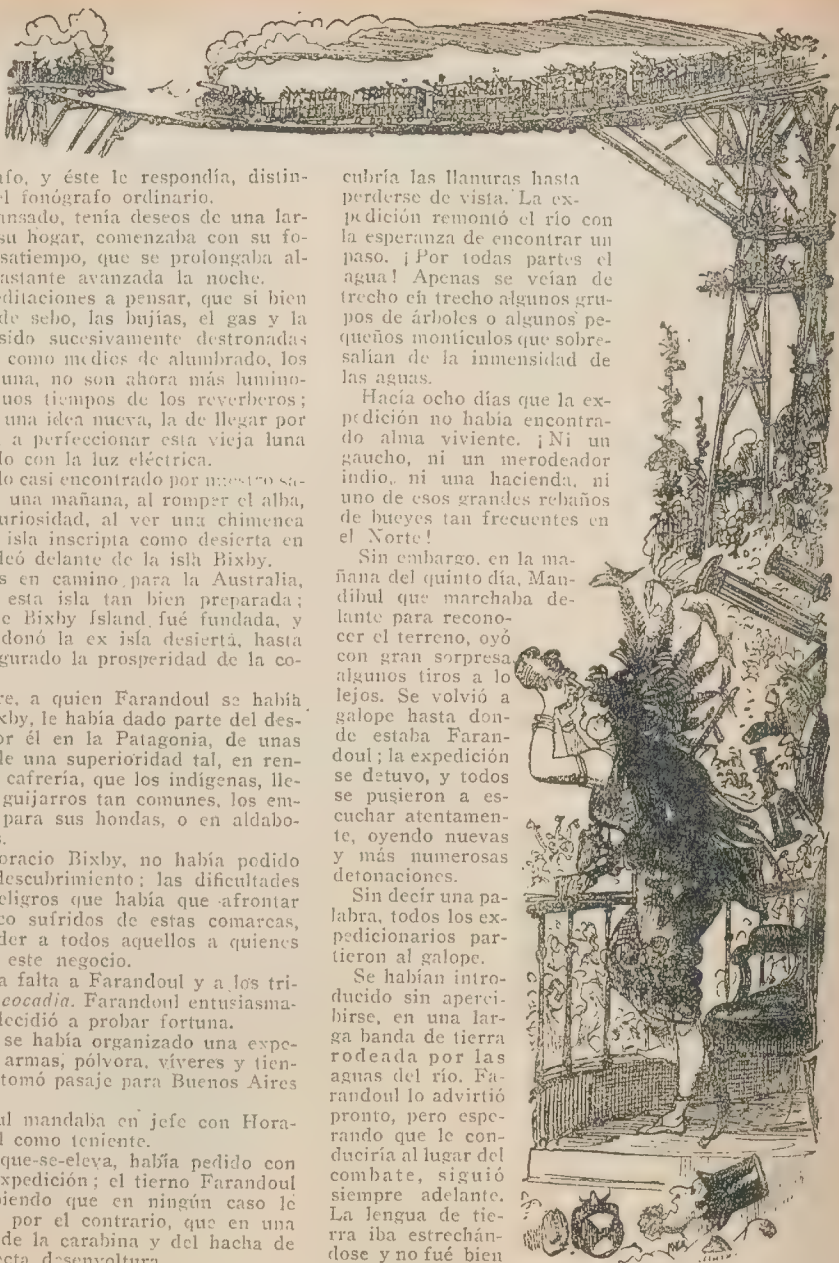 afo, y éste le respondía, distin-
el fonógrafo ordinario.
ansado, tenía deseos de una lar-
su hogar, comenzaba con su fo-
satiempo, que se prolongaba al-
astante avanzada la noche.
editaciones a pensar, que si bien
de sebo, las bujías, el gas y la
sido sucesivamente destronadas
como medios de alumbrado, los
una, no son ahora más lumino-
uos tiempos de los reverberos;
una idea nueva, la de llegar por
a perfeccionar esta vieja luna
lo con la luz eléctrica.
lo casi encontrado por nuestro sa-
una mañana, al romper el alba,
uriosidad, al ver una chimenea
isla inscripta como desierta en
deó delante de la isla Bixby.
s en camino para la Australia,
esta isla tan bien preparada;
e Bixby Island fué fundada, y
donó la ex isla desierta, hasta
gurado la prosperidad de la co-
re, a quien Farandoul se había
xby, le había dado parte del des-
or él en la Patagonia, de unas
le una superioridad tal, en ren-
cafrería, que los indígenas, lle-
guijarros tan comunes, los em-
para sus hondas, o en aldabo-
s.
oracio Bixby, no había podido
descubrimiento; las dificultades
eligros que había que afrontar
co sufridos de estas comarcas,
der a todos aquellos a quienes
este negocio.
a falta a Farandoul y a los tri-
cocadia. Farandoul entusiasma-
decidió a probar fortuna.
se había organizado una expe-
armas, pólvora, víveres y tien-
tomó pasaje para Buenos Aires
ul mandaba en jefe con Hora-
l como teniente.
que-se-eleva, había pedido con
xpedición; el tierno Farandoul
biendo que en ningún caso le
por el contrario, que en una
de la carabina y del hacha de
ecta desenvoltura.
cubría las llanuras hasta
perderse de vista. La ex-
pedición remontó el río con
la esperanza de encontrar un
paso. ¡Por todas partes el
agua! Apenas se veían de
trecho en trecho algunos gru-
pos de árboles o algunos pe-
queños montículos que sobre-
salían de la inmensidad de
las aguas.
Hacía ocho días que la ex-
pedición no había encontra-
do alma viviente. ¡Ni un
gaucho, ni un merodeador
indio, ni una hacienda, ni
uno de esos grandes rebaños
de bueyes tan frecuentes en
el Norte!
Sin embargo, en la ma-
ñana del quinto día, Man-
dibul que marchaba de-
lante para recono-
cer el terreno, oyó
con gran sorpresa
algunos tiros a lo
lejos. Se volvió a
galope hasta don-
de estaba Faran-
doul; la expedición
se detuvo, y todos
se pusieron a es-
cuchar atentamen-
te, oyendo nuevas
y más numerosas
detonaciones.
Sin decir una pa-
labra, todos los ex-
pedicionarios par-
tieron al galope.
Se habían intro-
ducido sin aperci-
birse, en una lar-
ga banda de tierra
rodeada por las
aguas del río. Fa-
randoul lo advirtió
pronto, pero espe-
rando que le con-
duciría al lugar del
combate, siguió
siempre adelante.
La lengua de tie-
rra iba estrechán-
dose y no fué bien